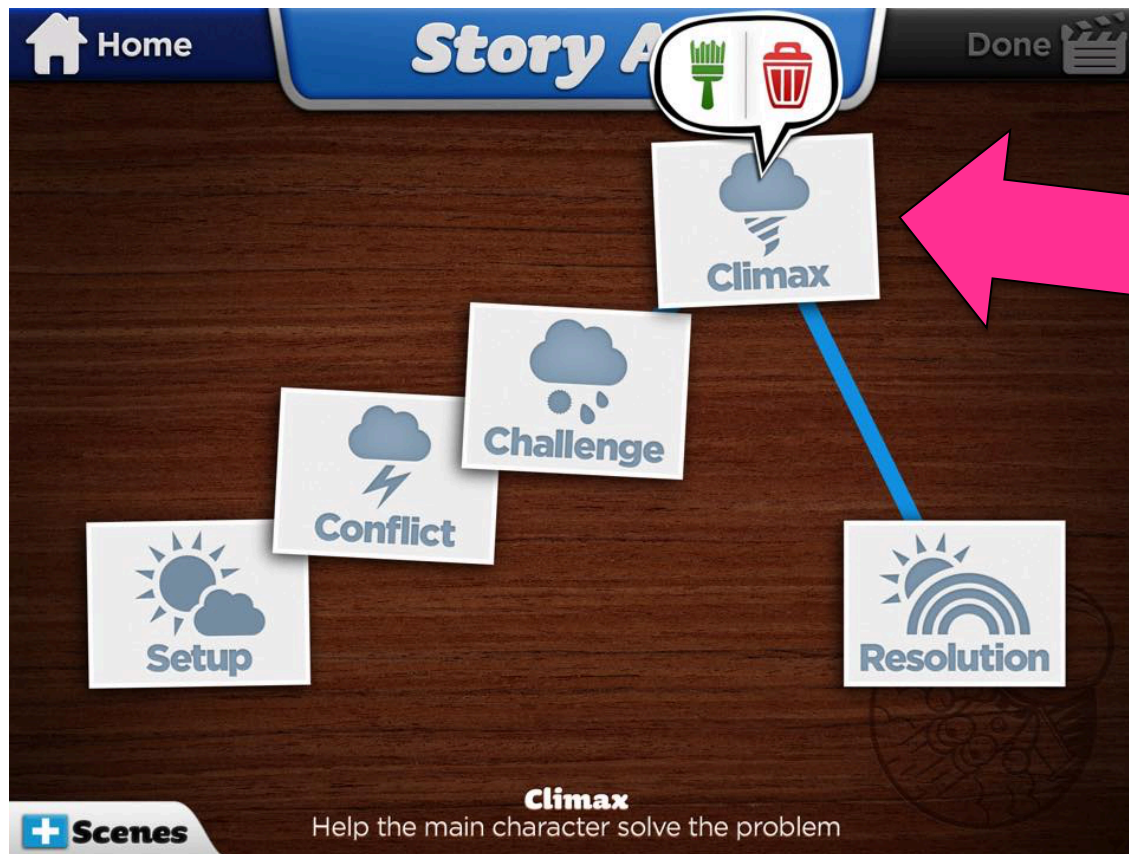 Home
Story A
Done
Climax
Challenge
Conflict
Setup
Resolution
Climax
Help the main character solve the problem
Scenes